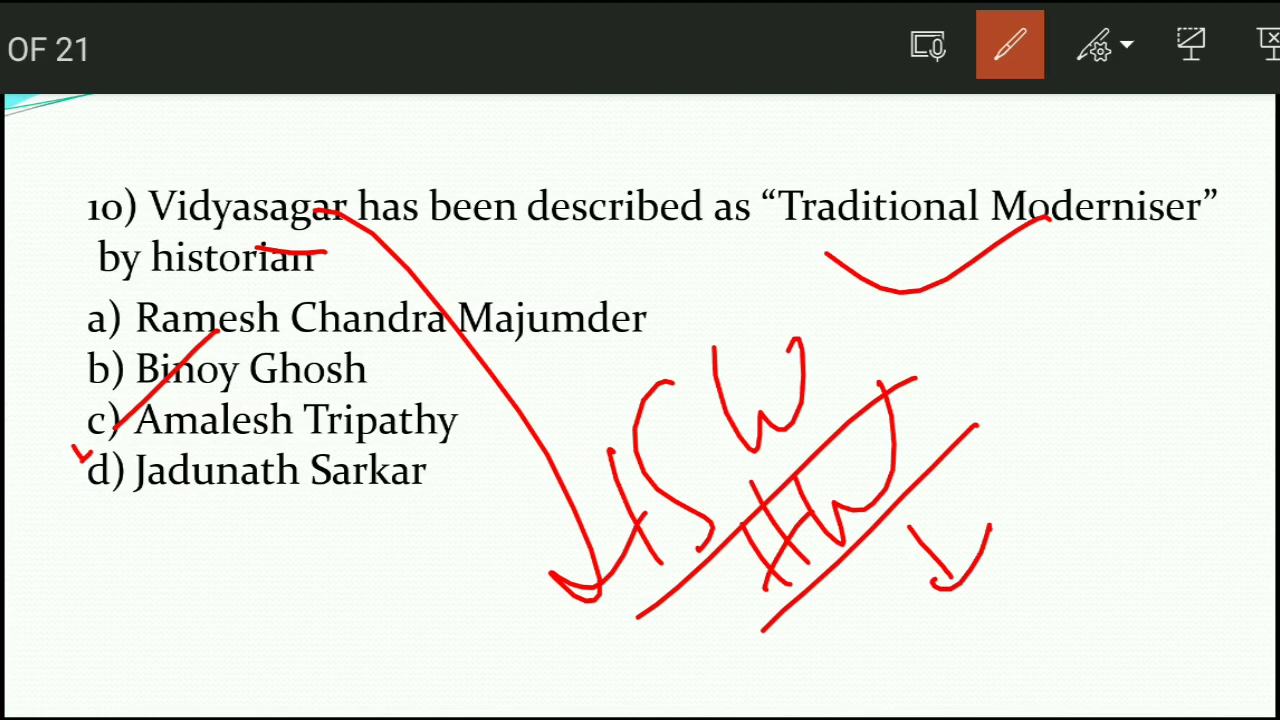 OF 21
10) Vidyasagar has been described as “Traditional Moderniser”
by historian
a) Ramesh Chandra Majumder
b) Binoy Ghosh
c) Amalesh Tripathy
d) Jadunath Sarkar